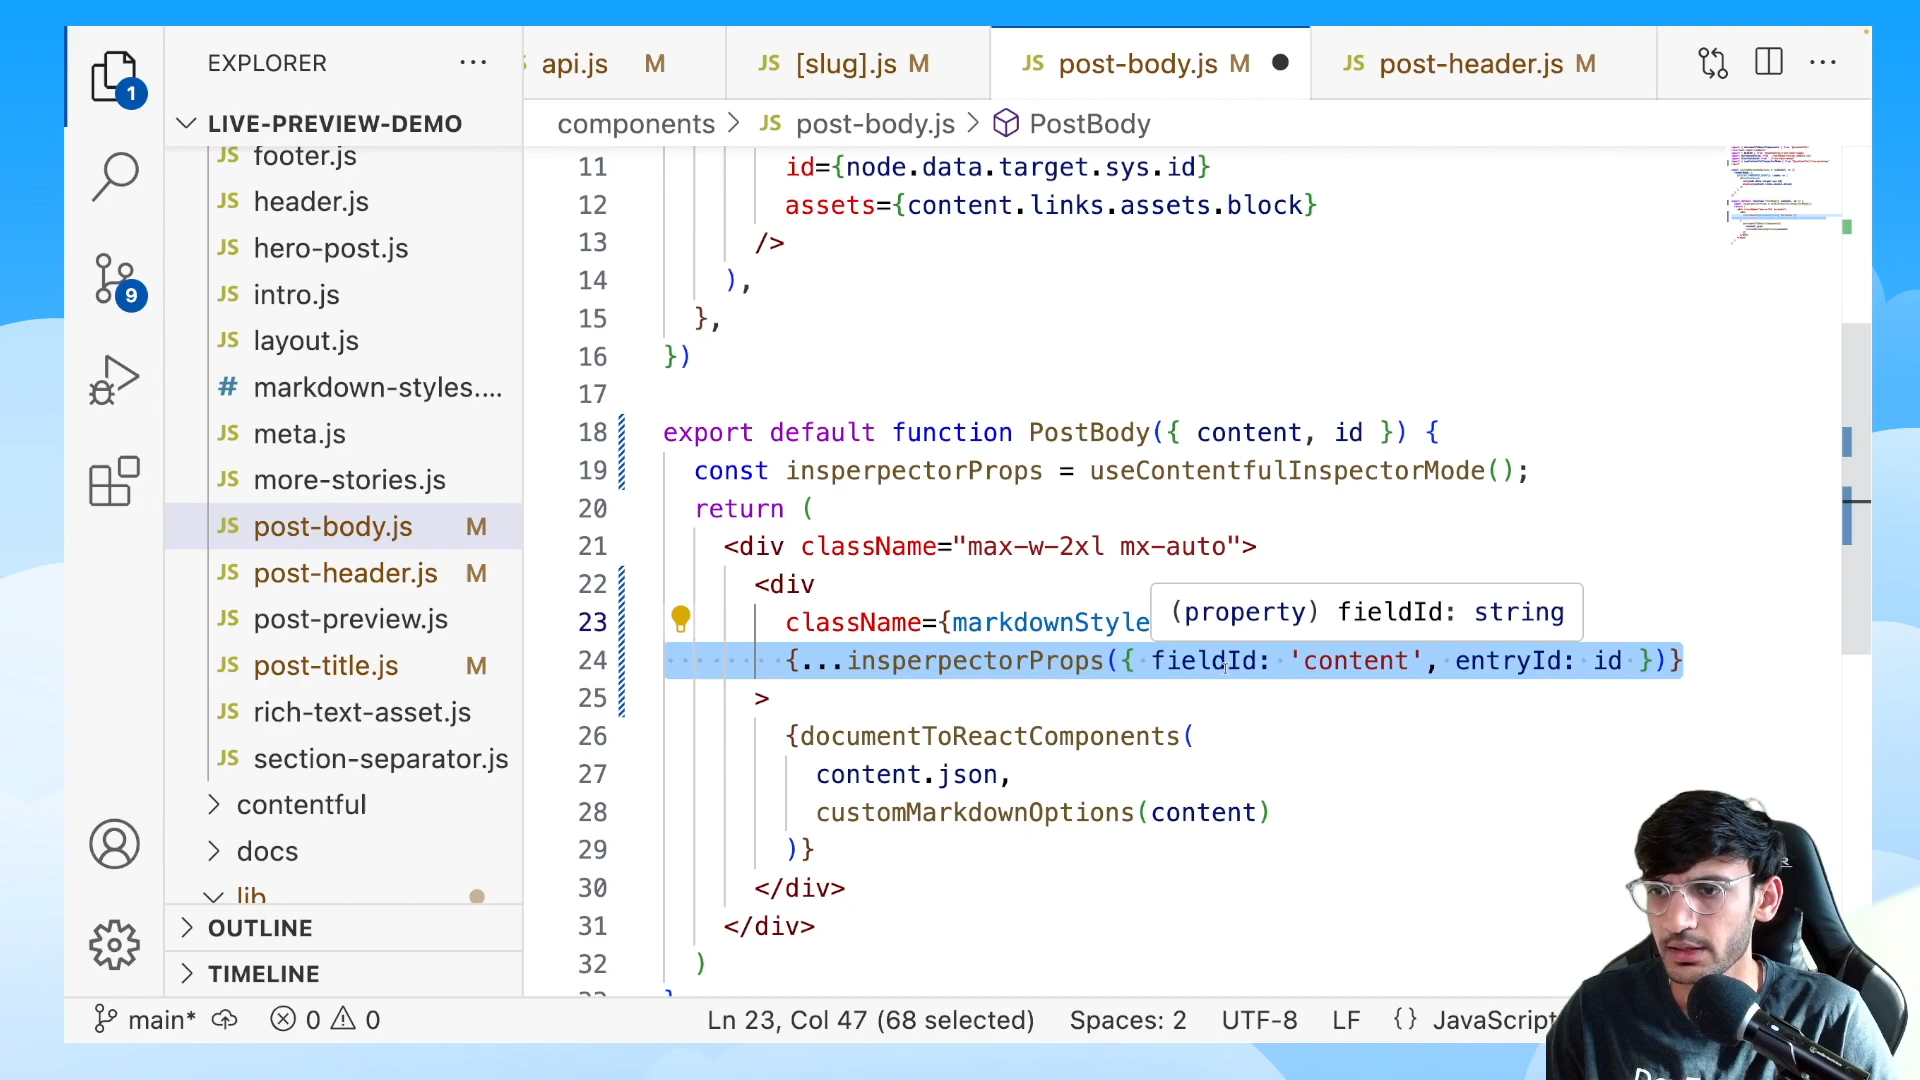 EXPLORER ...
1
9
LIVE-PREVIEW-DEMO
JS footer.js
JS header.js
JS hero-post.js
JS intro.js
JS layout.js
# markdown-styles....
JS meta.js
JS more-stories.js
JS post-body.js M
JS post-header.js M
JS post-preview.js
JS post-title.js M
JS rich-text-asset.js
JS section-separator.js
contentful
docs
lib
OUTLINE
TIMELINE
api.js M
JS [slug].js M
JS post-body.js M
JS post-header.js M
components > JS post-body.js > PostBody
11 id={node.data.target.sys.id}
12 assets={content.links.assets.block}
13 />
14 ),
15 },
16 })
17
18 export default function PostBody({ content, id }) {
19 const insperpectorProps = useContentfulInspectorMode();
20 return (
21 <div className="max-w-2xl mx-auto">
22 <div
23 className={markdownStyle
(property) fieldId: string
24 {...insperpectorProps({ fieldId: 'content', entryId: id })}
25 >
26 {documentToReactComponents(
27 content.json,
28 customMarkdownOptions(content)
29 )}
30 </div>
31 </div>
32 )
main* 0 0 Ln 23, Col 47 (68 selected) Spaces: 2 UTF-8 LF {} JavaScript